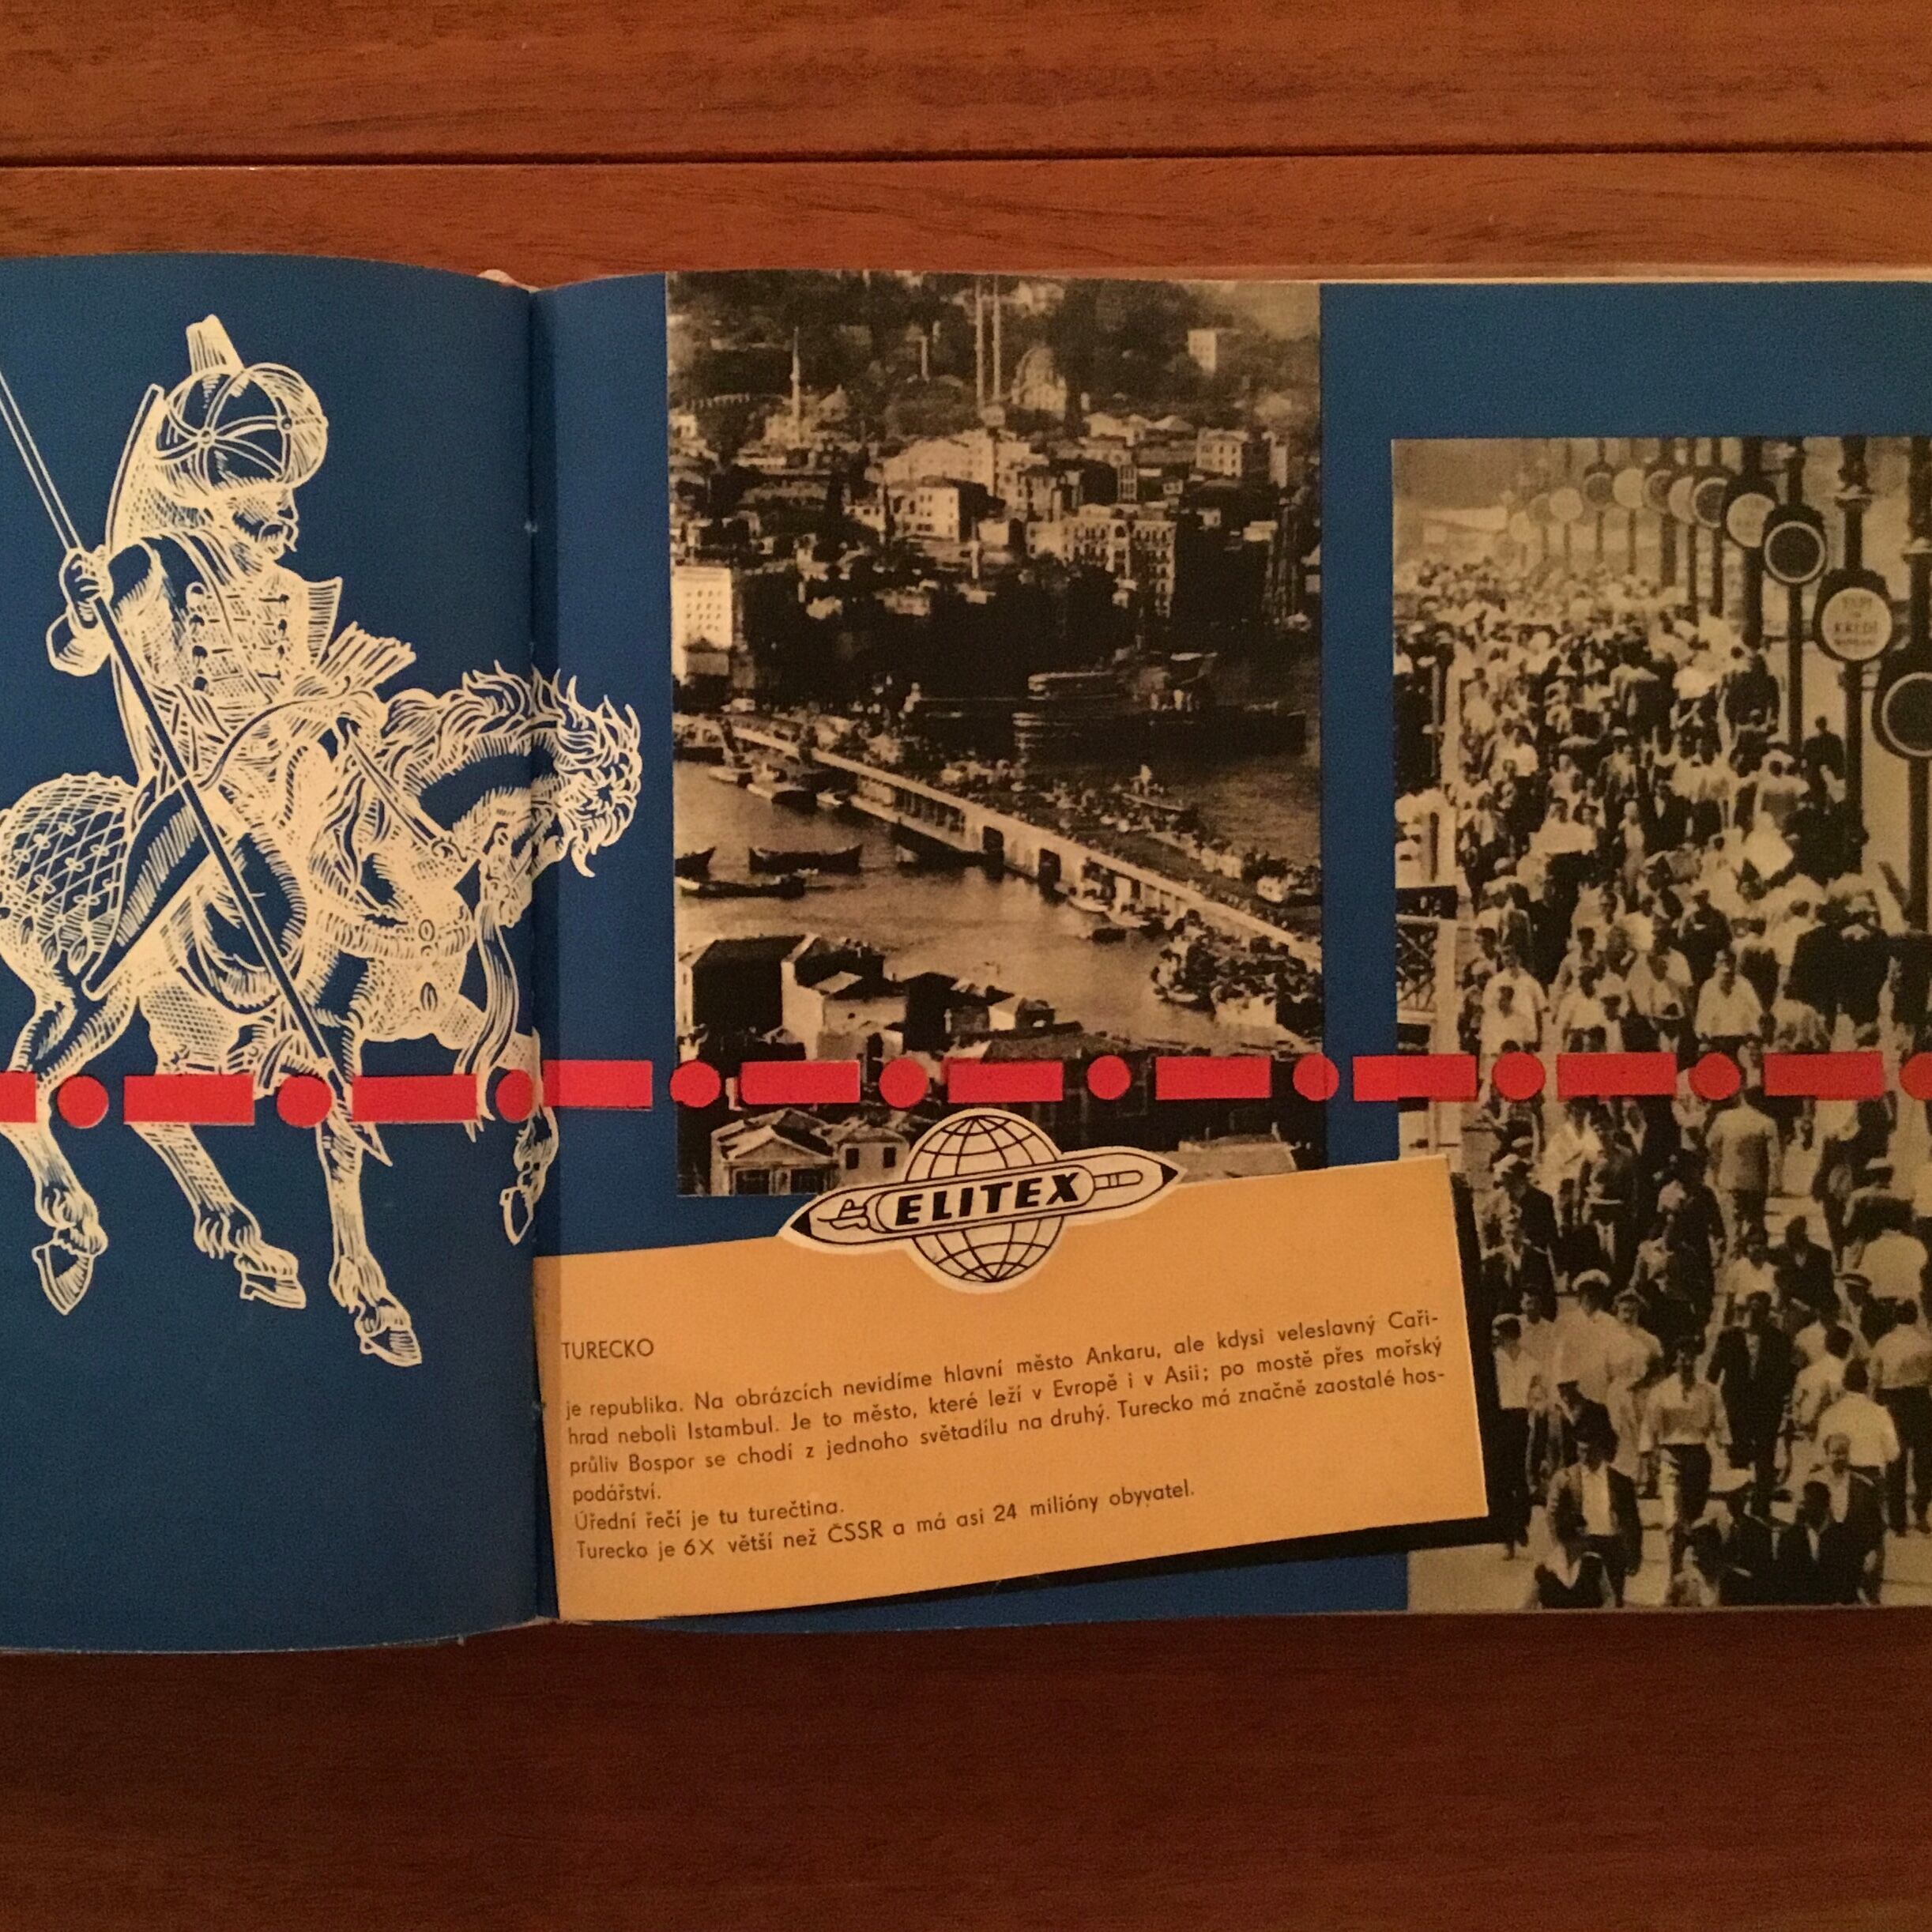 KREDİ
ELITEX
TURECKO
je republika. Na obrázcích nevidíme hlavní město Ankaru, ale kdysi veleslavný Caři-
hrad neboli Istambul. Je to město, které leží v Evropě i v Asii; po mostě přes mořský
průliv Bospor se chodí z jednoho světadílu na druhý. Turecko má značně zaostalé hos-
podářství.
Úřední řečí je tu turečtina.
Turecko je 6X větší než ČSSR a má asi 24 milióny obyvatel.